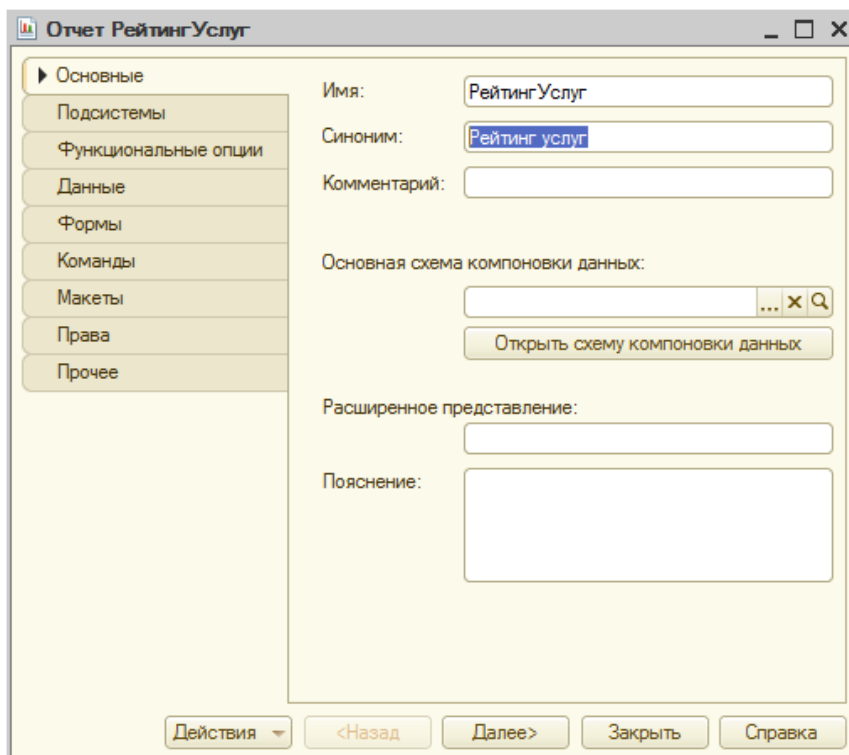 Отчет РейтингУслуг
Основные
Подсистемы
Функциональные опции
Данные
Формы
Команды
Макеты
Права
Прочее
Имя: РейтингУслуг
Синоним: Рейтинг услуг
Комментарий:
Основная схема компоновки данных:
...
Открыть схему компоновки данных
Расширенное представление:
Пояснение:
Действия <Назад Далее> Закрыть Справка